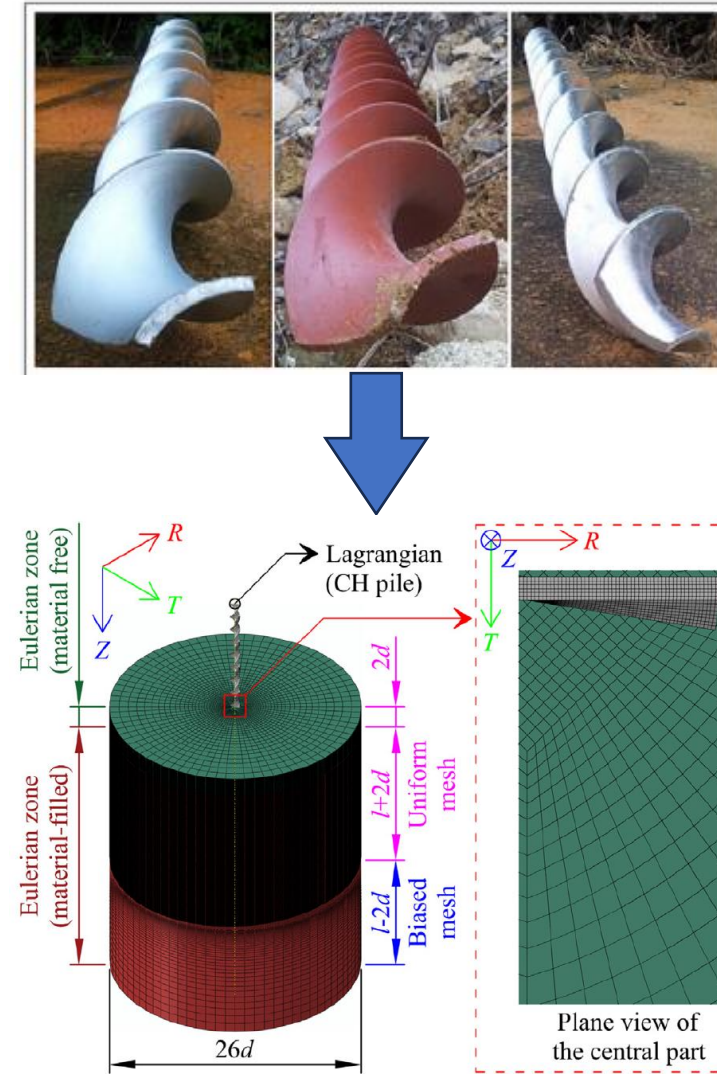 Eulerian zone
(material free)
R
T
Z
Lagrangian
(CH pile)
Z
R
T
2d
l+2d
Uniform
mesh
Eulerian zone
(material-filled)
l-2d
Biased
mesh
26d
Plane view of
the central part